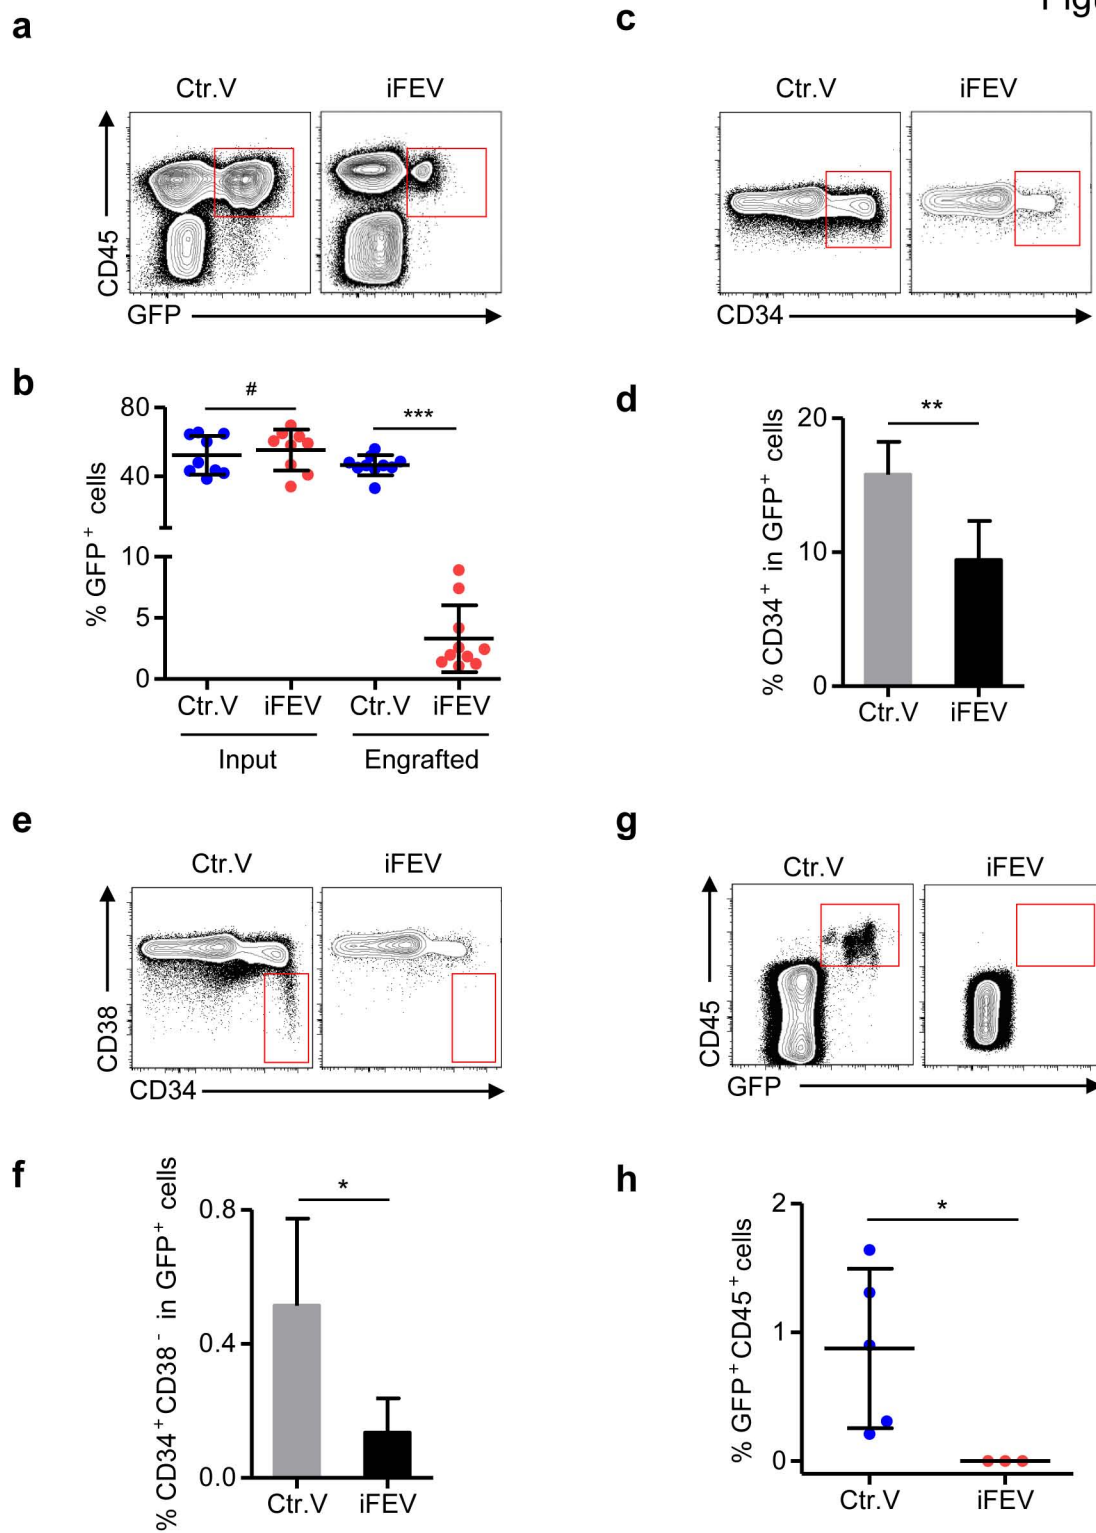 Figu
a
Ctr.V iFEV
CD45
GFP
c
Ctr.V iFEV
CD34
b
#
***
80
40
10
5
0
% GFP+ cells
Ctr.V iFEV Ctr.V iFEV
Input Engrafted
d
**
20
10
0
% CD34+ in GFP+ cells
Ctr.V iFEV
e
Ctr.V iFEV
CD38
CD34
g
Ctr.V iFEV
CD45
GFP
f
*
0.8
0.4
0.0
% CD34+CD38- in GFP+ cells
Ctr.V iFEV
h
*
2
1
0
% GFP+CD45+ cells
Ctr.V iFEV